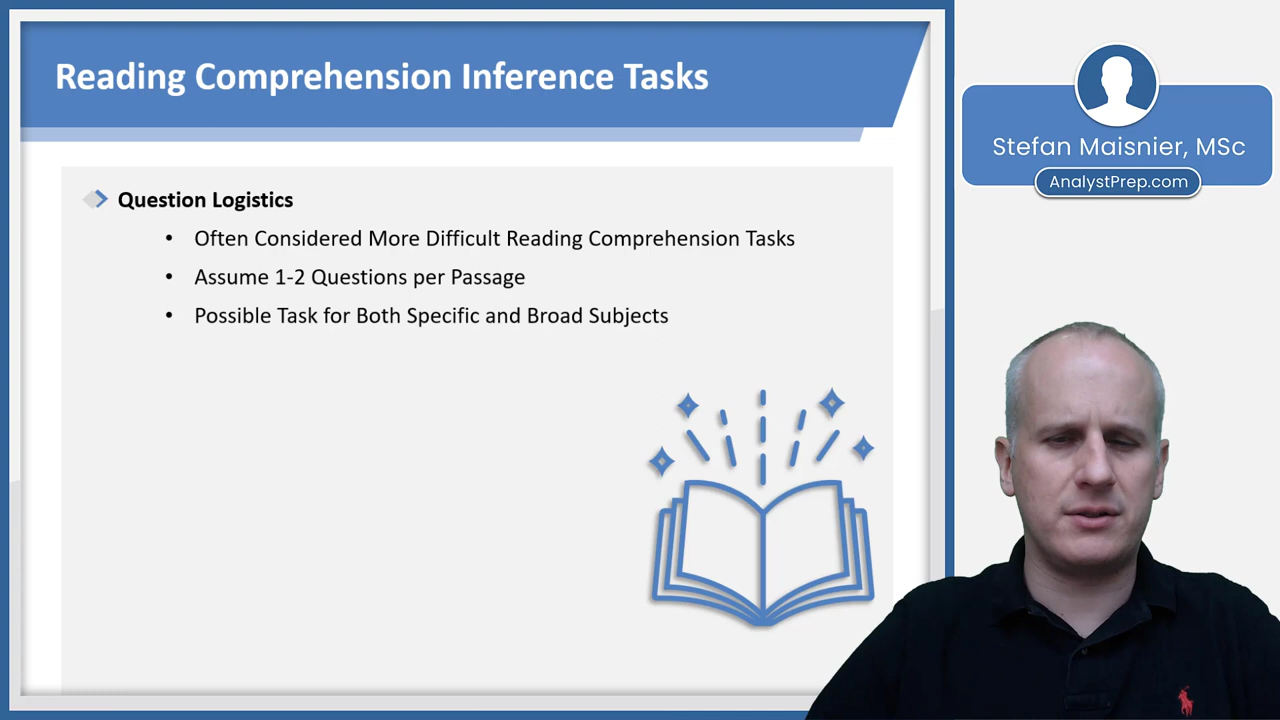 Reading Comprehension Inference Tasks
Question Logistics
• Often Considered More Difficult Reading Comprehension Tasks
• Assume 1-2 Questions per Passage
• Possible Task for Both Specific and Broad Subjects
Stefan Maisnier, MSc
AnalystPrep.com